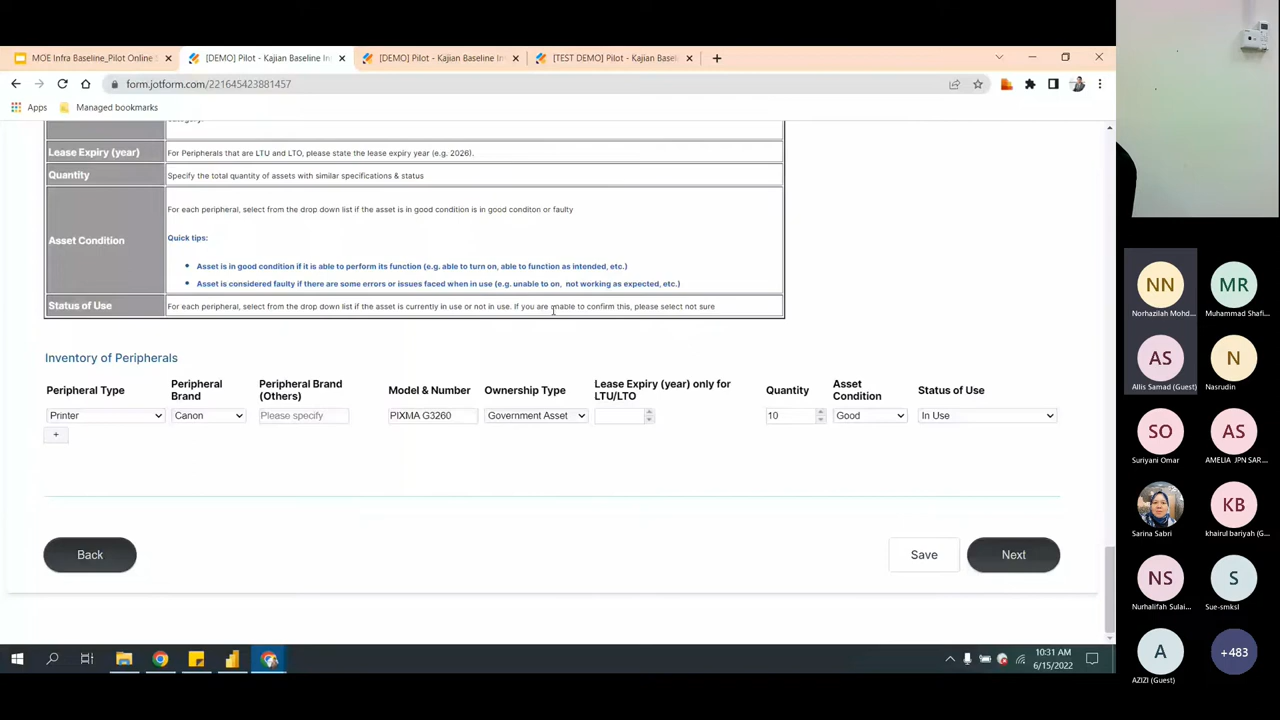 MOE Infra Baseline_Pilot Online
[DEMO] Pilot - Kajian Baseline In
[DEMO] Pilot - Kajian Baseline In
[TEST DEMO] Pilot - Kajian Basel
form.jotform.com/221645423881457
Apps
Managed bookmarks
category.
Lease Expiry (year)
For Peripherals that are LTU and LTO, please state the lease expiry year (e.g. 2026).
Quantity
Specify the total quantity of assets with similar specifications & status
Asset Condition
For each peripheral, select from the drop down list if the asset is in good condition is in good conditon or faulty
Quick tips:
Asset is in good condition if it is able to perform its function (e.g. able to turn on, able to function as intended, etc.)
Asset is considered faulty if there are some errors or issues faced when in use (e.g. unable to on, not working as expected, etc.)
Status of Use
For each peripheral, select from the drop down list if the asset is currently in use or not in use. If you are unable to confirm this, please select not sure
Inventory of Peripherals
Peripheral Type
Peripheral Brand
Peripheral Brand (Others)
Model & Number
Ownership Type
Lease Expiry (year) only for LTU/LTO
Quantity
Asset Condition
Status of Use
Printer
Canon
Please specify
PIXMA G3260
Government Asset
10
Good
In Use
+
Back
Save
Next
10:31 AM
6/15/2022
NN
Norhazilah Mohd...
MR
Muhammad Shafi...
AS
Allis Samad (Guest)
N
Nasrudin
SO
Suriyani Omar
AS
AMELIA JPN SAR...
Sarina Sabri
KB
khairul bariyah (G...
NS
Nurhalifah Sulai...
S
Sue-smksl
A
AZIZI (Guest)
+483